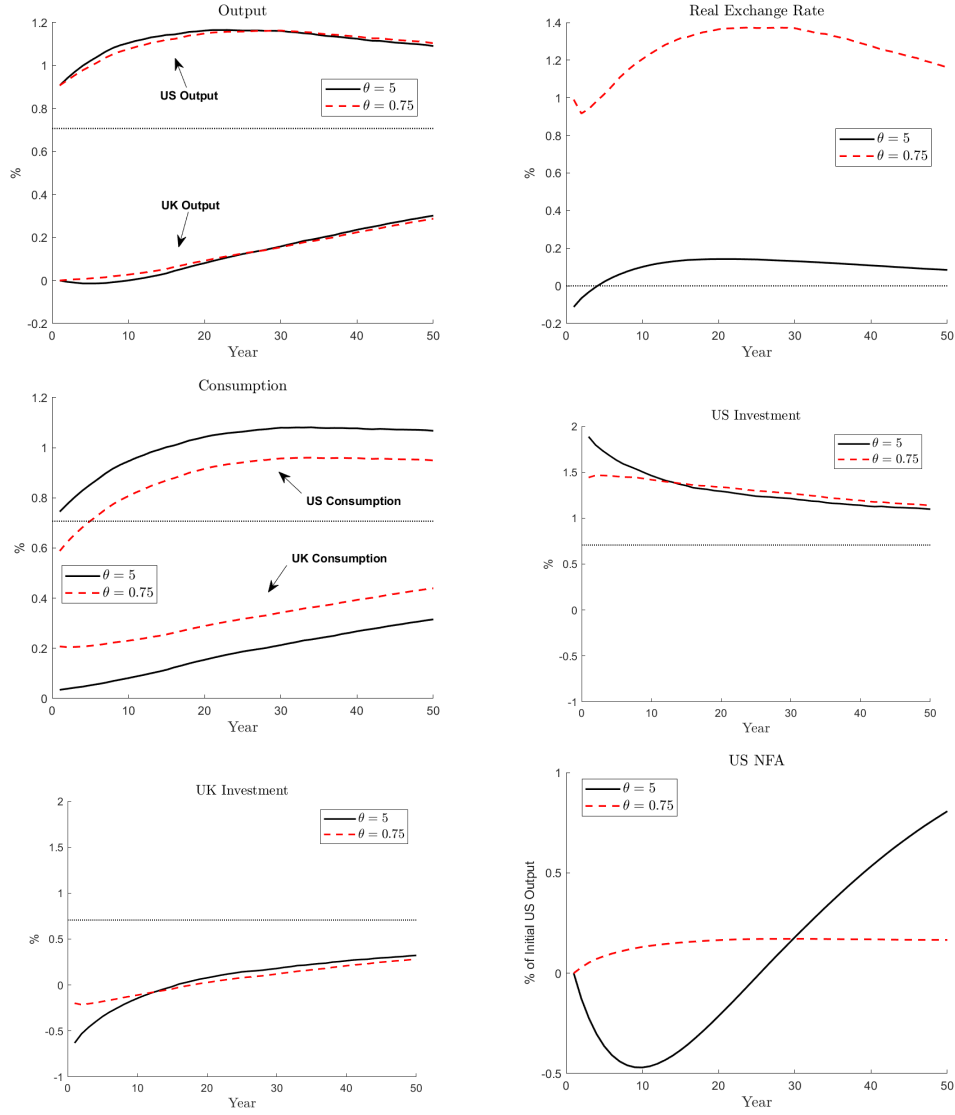 Output
1.2
1
0.8
0.6
0.4
0.2
0
-0.2
%
US Output
UK Output
θ = 5
θ = 0.75
0 10 20 30 40 50
Year
Real Exchange Rate
1.4
1.2
1
0.8
0.6
0.4
0.2
0
-0.2
%
θ = 5
θ = 0.75
0 10 20 30 40 50
Year
Consumption
1.2
1
0.8
0.6
0.4
0.2
0
%
US Consumption
UK Consumption
θ = 5
θ = 0.75
0 10 20 30 40 50
Year
US Investment
2
1.5
1
0.5
0
-0.5
-1
%
θ = 5
θ = 0.75
0 10 20 30 40 50
Year
UK Investment
2
1.5
1
0.5
0
-0.5
-1
%
θ = 5
θ = 0.75
0 10 20 30 40 50
Year
US NFA
1
0.5
0
-0.5
% of Initial US Output
θ = 5
θ = 0.75
0 10 20 30 40 50
Year